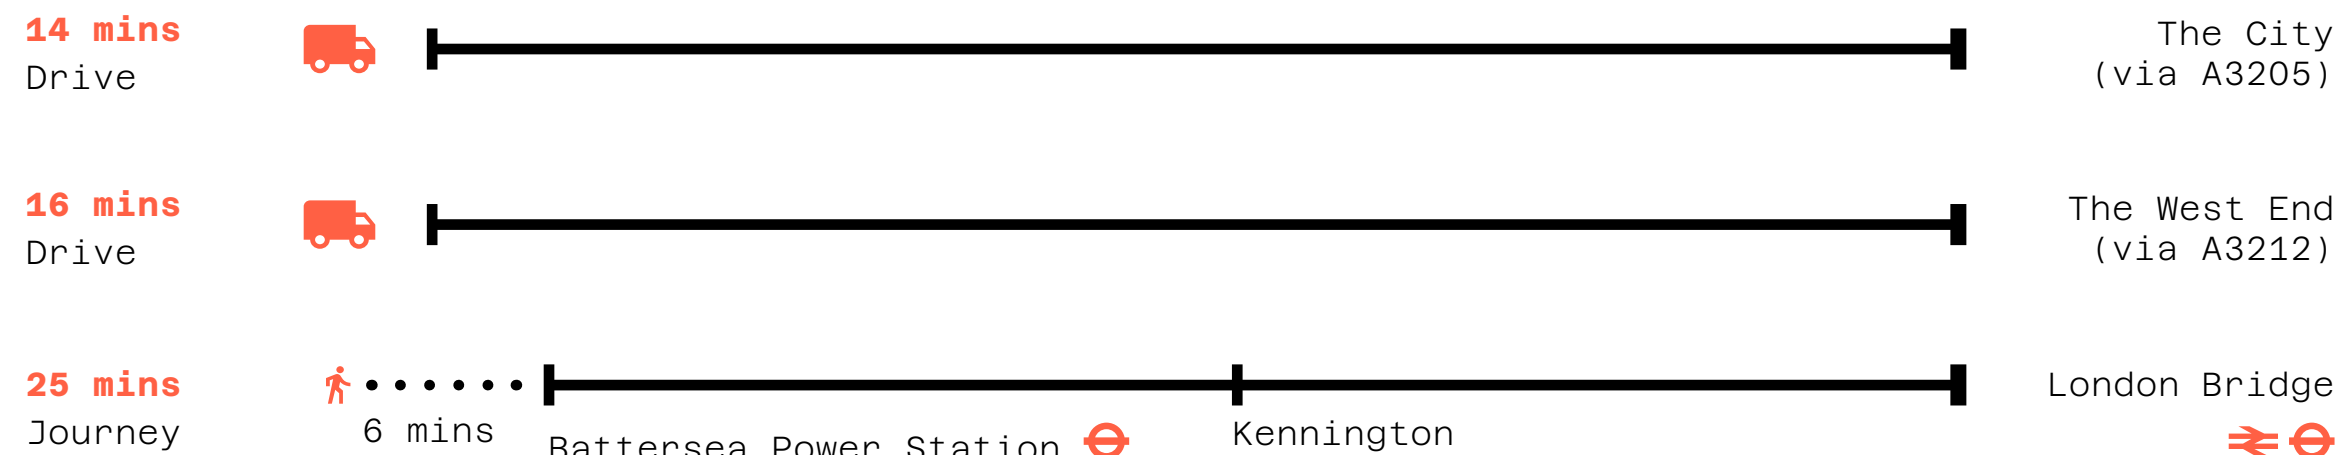 14 mins
Drive
The City
(via A3205)
16 mins
Drive
The West End
(via A3212)
25 mins
Journey
6 mins
Battersea Power Station
Kennington
London Bridge